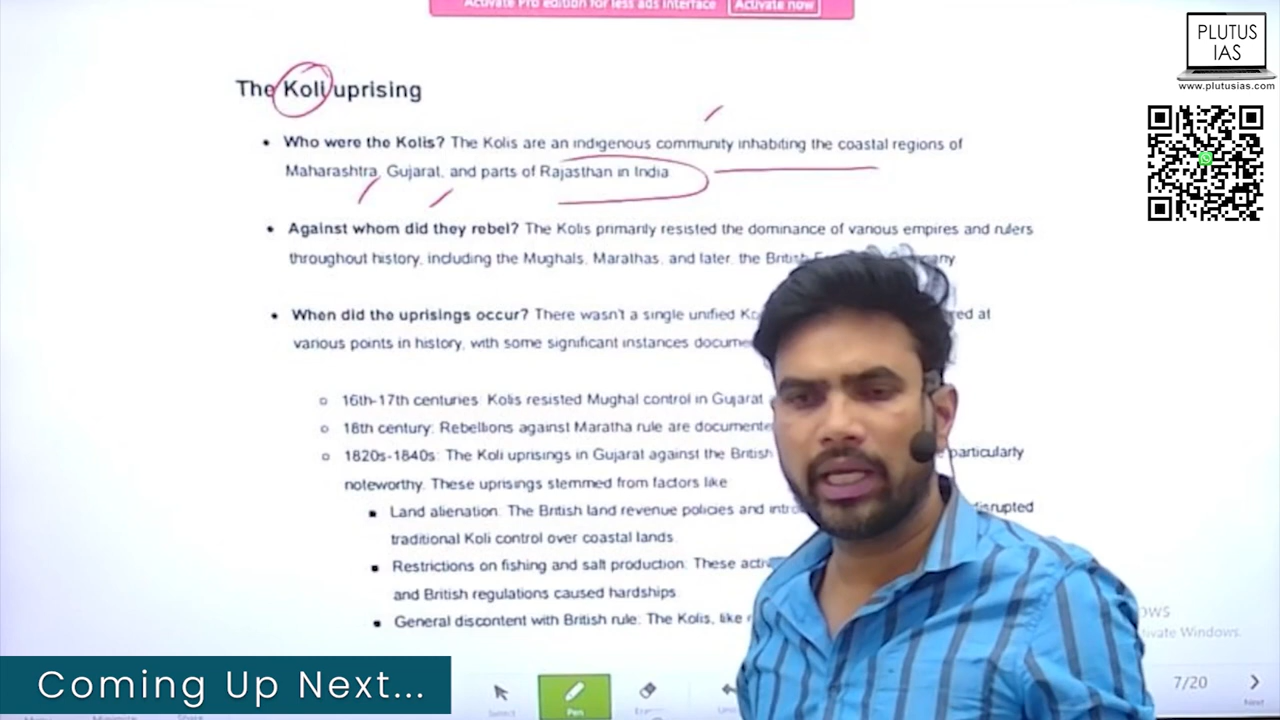 Activate Pro edition for less ads interface Activate now
PLUTUS
IAS
www.plutusias.com
The Koli uprising
• Who were the Kolis? The Kolis are an indigenous community inhabiting the coastal regions of
Maharashtra, Gujarat, and parts of Rajasthan in India
• Against whom did they rebel? The Kolis primarily resisted the dominance of various empires and rulers
throughout history, including the Mughals, Marathas, and later, the British
• When did the uprisings occur? There wasn't a single unified at
various points in history, with some significant instances
o 16th-17th centuries: Kolis resisted Mughal control in Gujarat
o 18th century: Rebellions against Maratha rule are
o 1820s-1840s: The Koli uprisings in Gujarat against the British particularly
noteworthy. These uprisings stemmed from factors like
▪ Land alienation: The British land revenue policies and disrupted
traditional Koli control over coastal lands.
▪ Restrictions on fishing and salt production: These
and British regulations caused hardships.
▪ General discontent with British rule: The Kolis, like
Windows.
Coming Up Next...
Select
Pen
7/20
Next